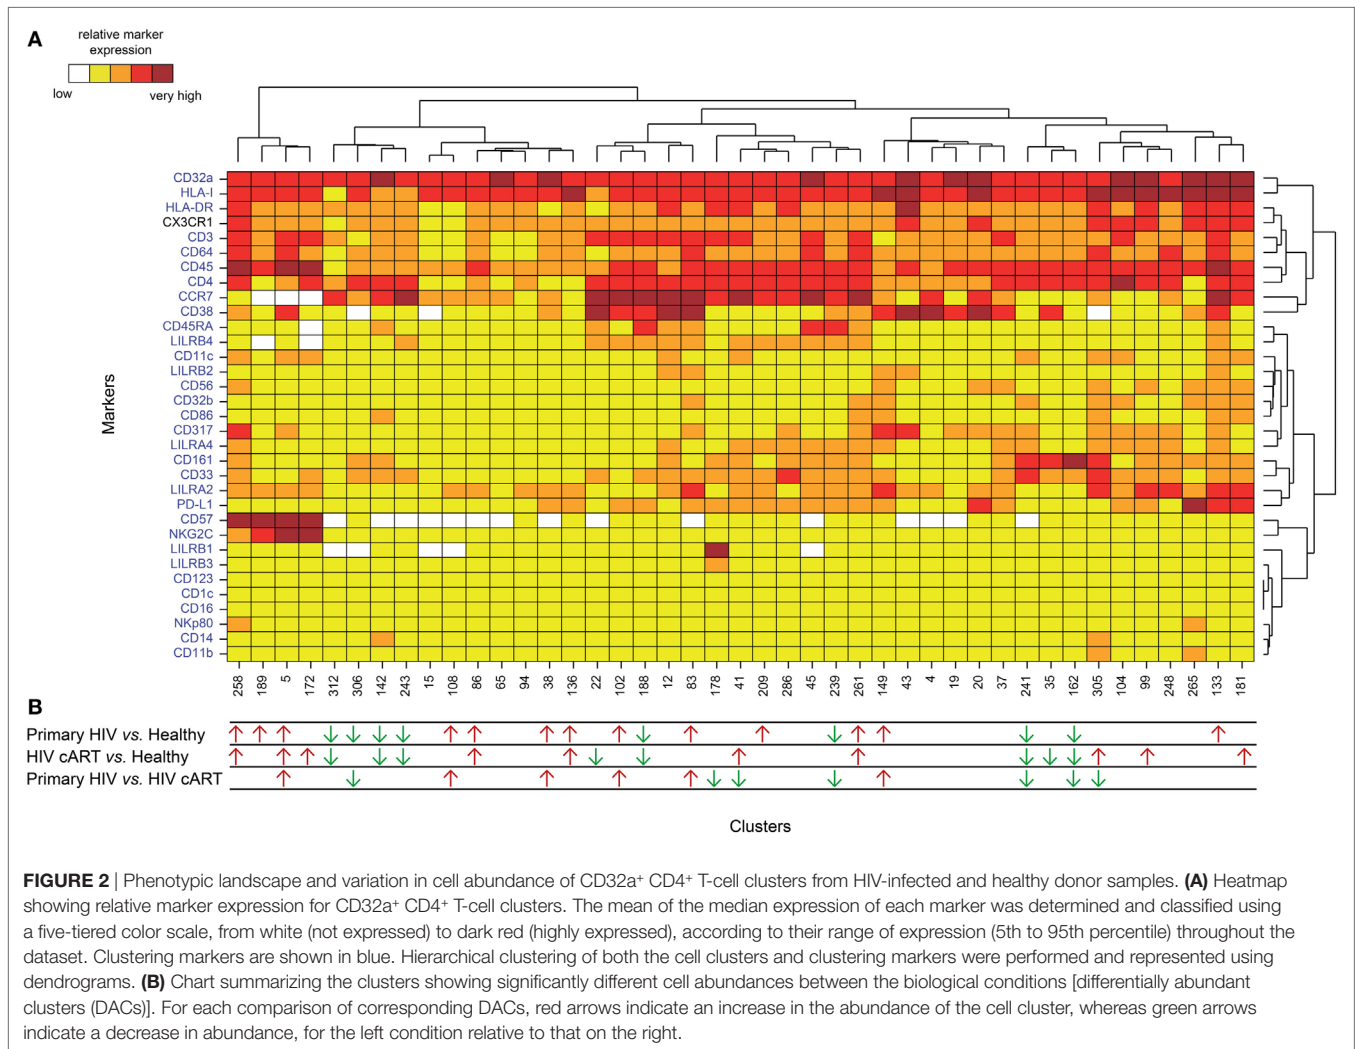 A
relative marker
expression
low very high
CD32a
HLA-I
HLA-DR
CX3CR1
CD3
CD64
CD45
CD4
CCR7
CD38
CD45RA
LILRB4
CD11c
LILRB2
CD56
CD32b
CD86
CD317
LILRA4
CD161
CD33
LILRA2
PD-L1
CD57
NKG2C
LILRB1
LILRB3
CD123
CD1c
CD16
NKp80
CD14
CD11b
Markers
258 189 5 172 312 306 142 243 15 108 86 65 94 38 136 22 102 188 12 83 178 41 209 286 45 239 261 149 43 4 19 20 37 241 35 162 305 104 99 248 265 133 181
B
Primary HIV vs. Healthy
HIV cART vs. Healthy
Primary HIV vs. HIV cART
Clusters
FIGURE 2 | Phenotypic landscape and variation in cell abundance of CD32a⁺ CD4⁺ T-cell clusters from HIV-infected and healthy donor samples. (A) Heatmap
showing relative marker expression for CD32a⁺ CD4⁺ T-cell clusters. The mean of the median expression of each marker was determined and classified using
a five-tiered color scale, from white (not expressed) to dark red (highly expressed), according to their range of expression (5th to 95th percentile) throughout the
dataset. Clustering markers are shown in blue. Hierarchical clustering of both the cell clusters and clustering markers were performed and represented using
dendrograms. (B) Chart summarizing the clusters showing significantly different cell abundances between the biological conditions [differentially abundant
clusters (DACs)]. For each comparison of corresponding DACs, red arrows indicate an increase in the abundance of the cell cluster, whereas green arrows
indicate a decrease in abundance, for the left condition relative to that on the right.